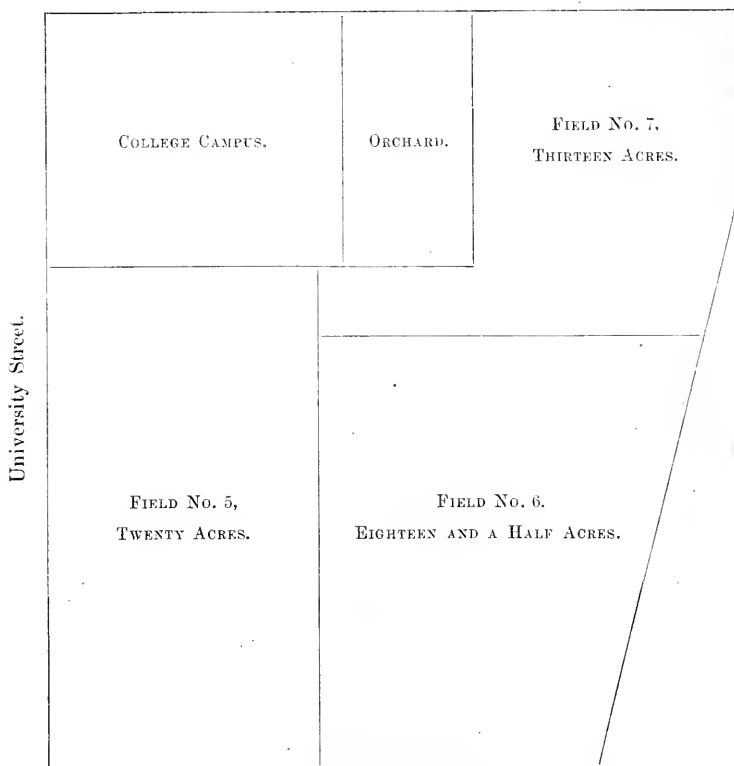 College Campus.
Orchard.
Field No. 7,
Thirteen Acres.
University Street.
Field No. 5,
Twenty Acres.
Field No. 6.
Eighteen and a Half Acres.